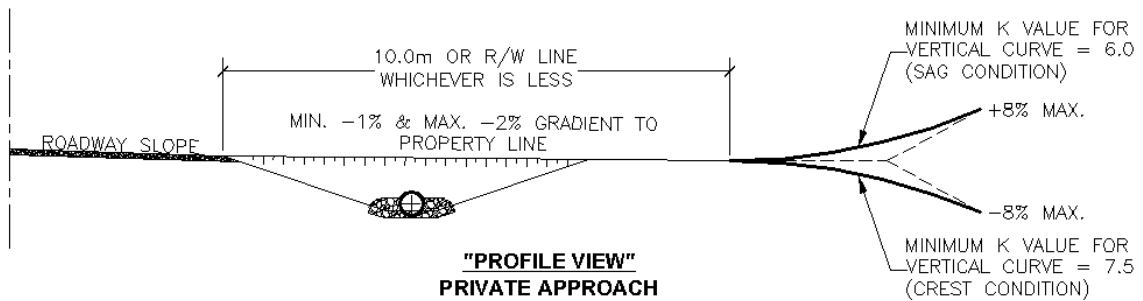 10.0m OR R/W LINE
WHICHEVER IS LESS
MIN. -1% & MAX. -2% GRADIENT TO
PROPERTY LINE
ROADWAY SLOPE
MINIMUM K VALUE FOR
VERTICAL CURVE = 6.0
(SAG CONDITION)
+8% MAX.
-8% MAX.
MINIMUM K VALUE FOR
VERTICAL CURVE = 7.5
(CREST CONDITION)
"PROFILE VIEW"
PRIVATE APPROACH